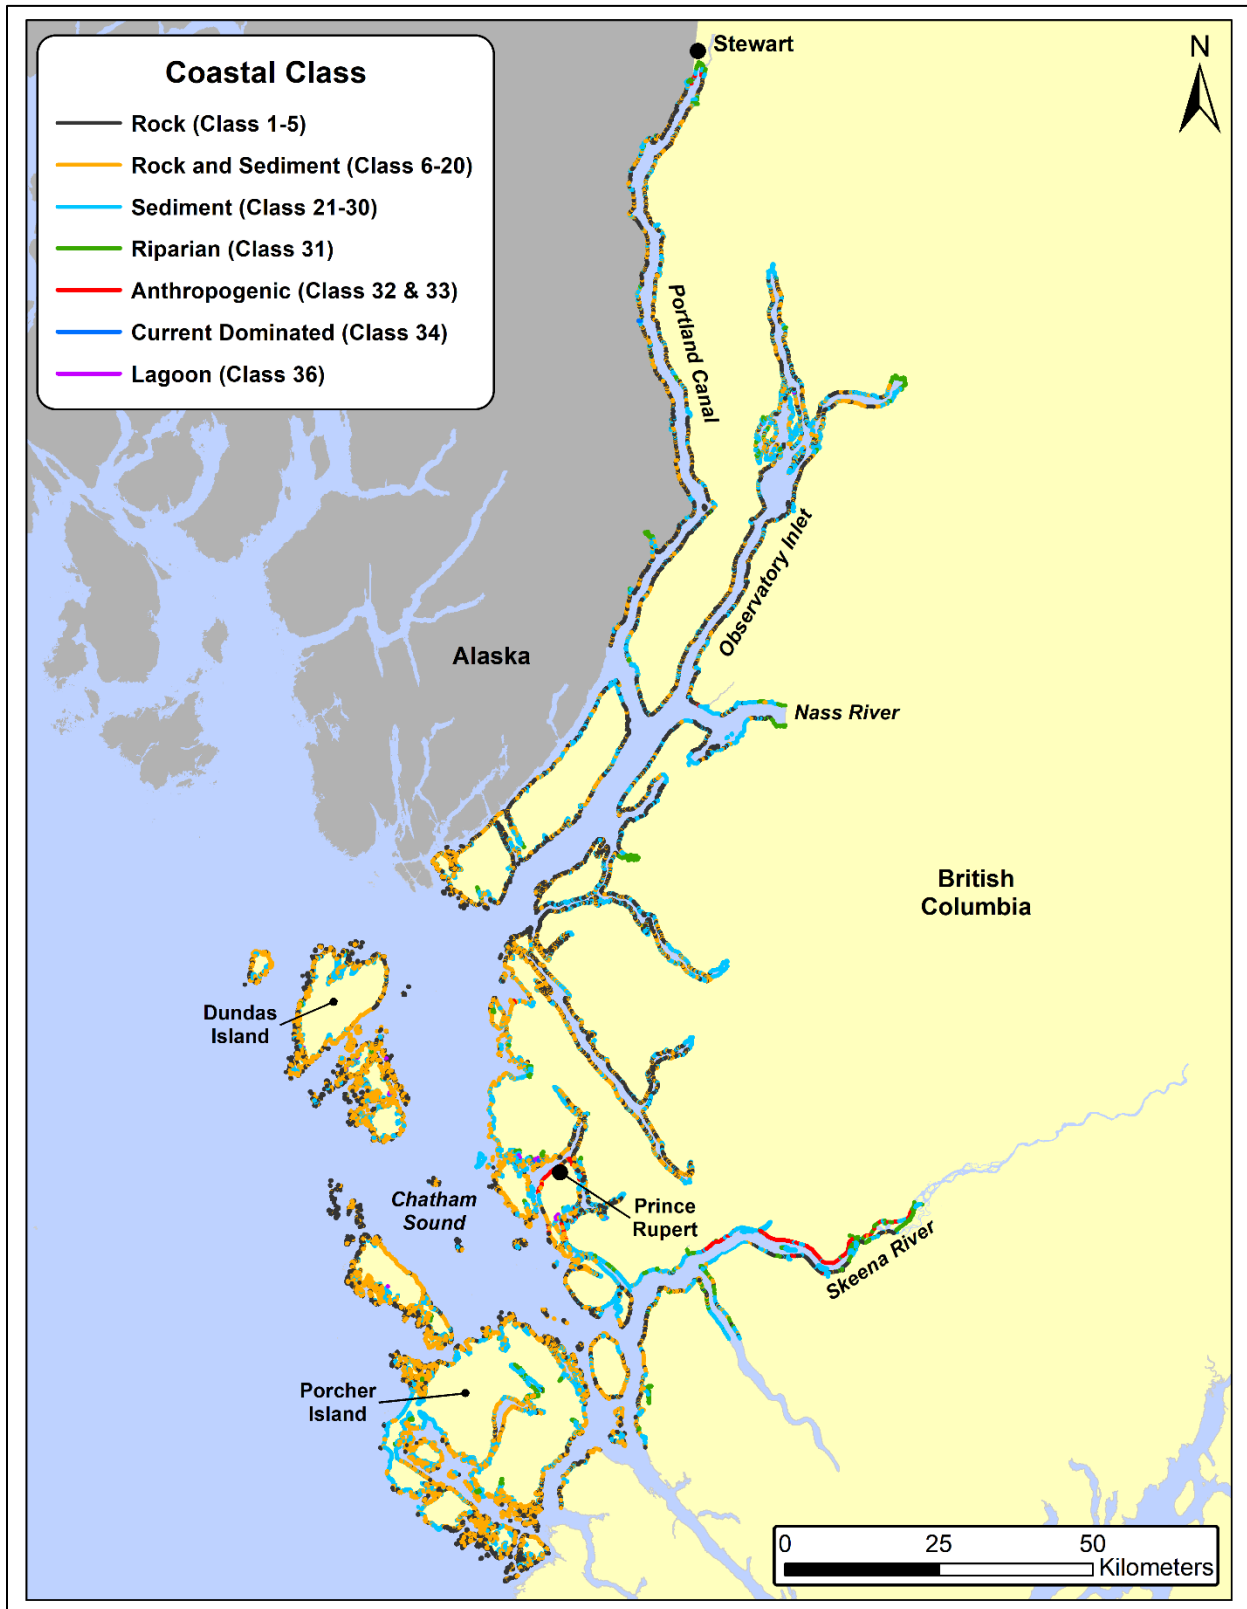 Coastal Class
Rock (Class 1-5)
Rock and Sediment (Class 6-20)
Sediment (Class 21-30)
Riparian (Class 31)
Anthropogenic (Class 32 & 33)
Current Dominated (Class 34)
Lagoon (Class 36)
Stewart
N
Portland Canal
Observatory Inlet
Alaska
Nass River
British
Columbia
Dundas
Island
Chatham
Sound
Prince
Rupert
Skeena River
Porcher
Island
0 25 50
Kilometers